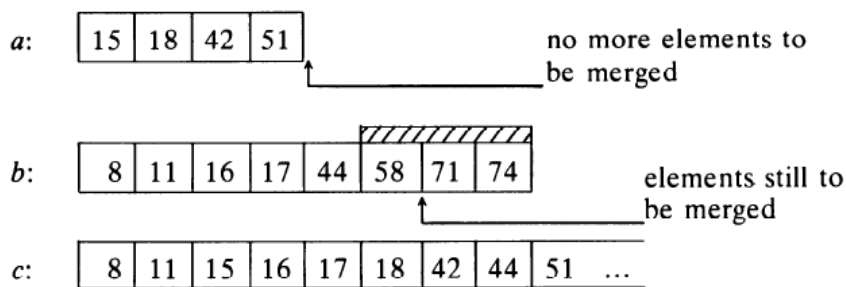 a: 15 18 42 51
no more elements to
be merged
b: 8 11 16 17 44 58 71 74
elements still to
be merged
c: 8 11 15 16 17 18 42 44 51 ...